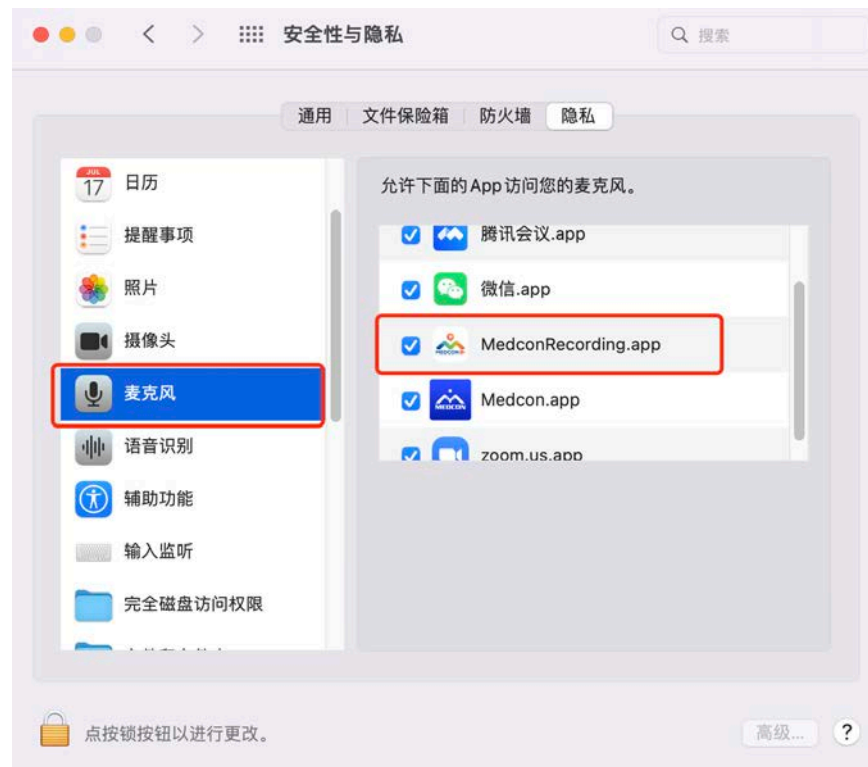 安全性与隐私
搜索
通用
文件保险箱
防火墙
隐私
JUL
17
日历
提醒事项
照片
摄像头
麦克风
语音识别
辅助功能
输入监听
完全磁盘访问权限
允许下面的App访问您的麦克风。
腾讯会议.app
微信.app
MEDCON
MedconRecording.app
MEDCON
Medcon.app
zoom.us.app
点按锁按钮以进行更改。
高级...
?